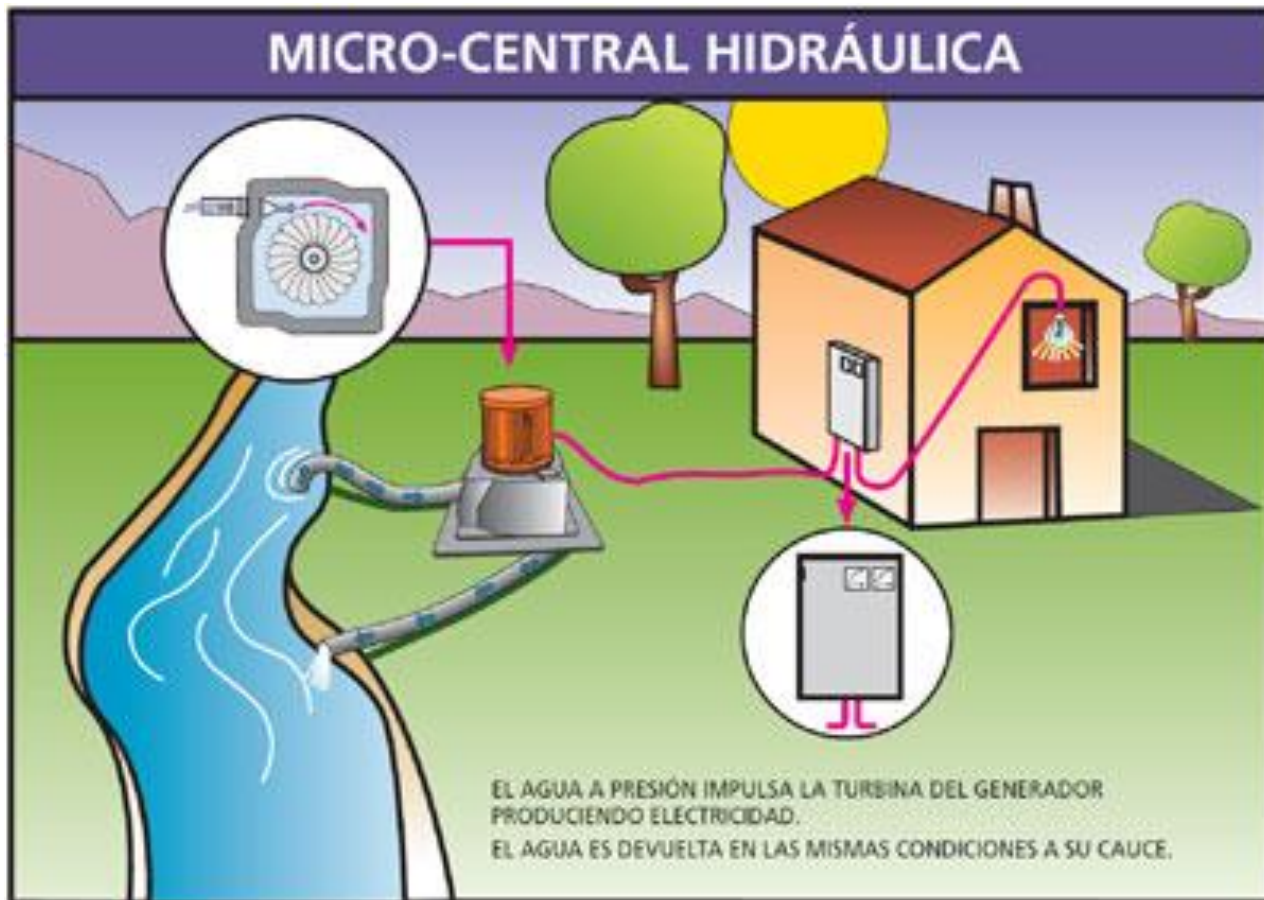 MICRO-CENTRAL HIDRÁULICA
EL AGUA A PRESIÓN IMPULSA LA TURBINA DEL GENERADOR
PRODUCIENDO ELECTRICIDAD.
EL AGUA ES DEVUELTA EN LAS MISMAS CONDICIONES A SU CAUCE.